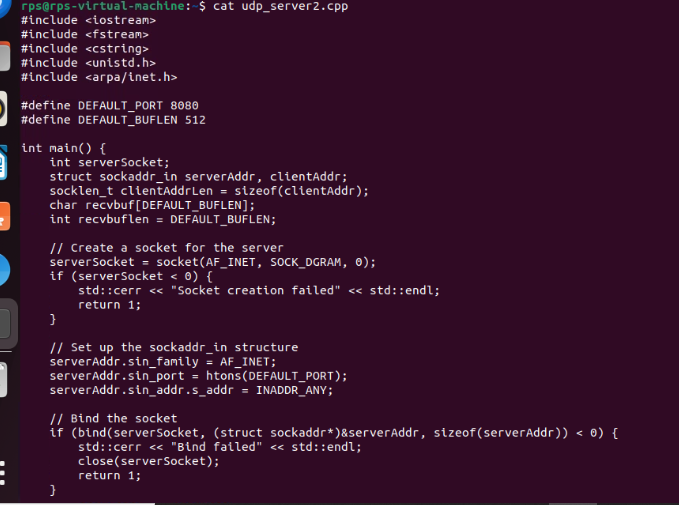 rps@rps-virtual-machine:~$ cat udp_server2.cpp
#include <iostream>
#include <fstream>
#include <cstring>
#include <unistd.h>
#include <arpa/inet.h>

#define DEFAULT_PORT 8080
#define DEFAULT_BUFLEN 512

int main() {
    int serverSocket;
    struct sockaddr_in serverAddr, clientAddr;
    socklen_t clientAddrLen = sizeof(clientAddr);
    char recvbuf[DEFAULT_BUFLEN];
    int recvbuflen = DEFAULT_BUFLEN;

    // Create a socket for the server
    serverSocket = socket(AF_INET, SOCK_DGRAM, 0);
    if (serverSocket < 0) {
        std::cerr << "Socket creation failed" << std::endl;
        return 1;
    }

    // Set up the sockaddr_in structure
    serverAddr.sin_family = AF_INET;
    serverAddr.sin_port = htons(DEFAULT_PORT);
    serverAddr.sin_addr.s_addr = INADDR_ANY;

    // Bind the socket
    if (bind(serverSocket, (struct sockaddr*)&serverAddr, sizeof(serverAddr)) < 0) {
        std::cerr << "Bind failed" << std::endl;
        close(serverSocket);
        return 1;
    }